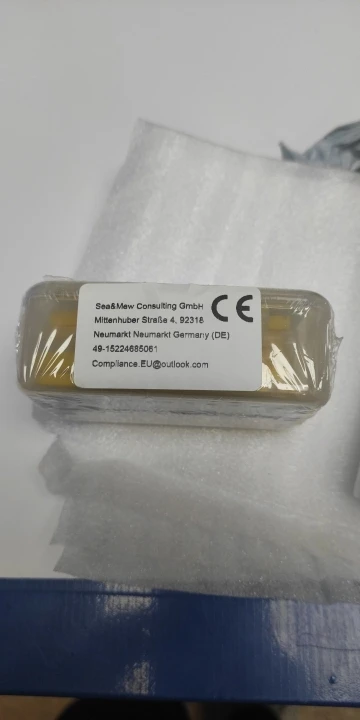 Sea&Mew Consulting GmbH CE
Mittenhuber Straße 4, 92318
Neumarkt Neumarkt Germany (DE)
49-15224685061
Compliance.EU@outlook.com